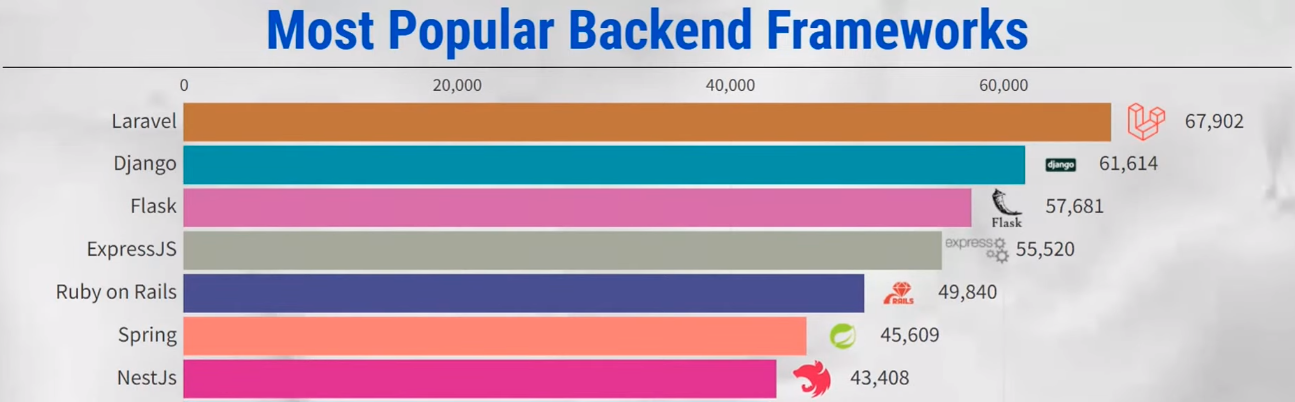 Most Popular Backend Frameworks
0 20,000 40,000 60,000
Laravel 67,902
Django django 61,614
Flask Flask 57,681
ExpressJS express 55,520
Ruby on Rails RAILS 49,840
Spring 45,609
NestJs 43,408